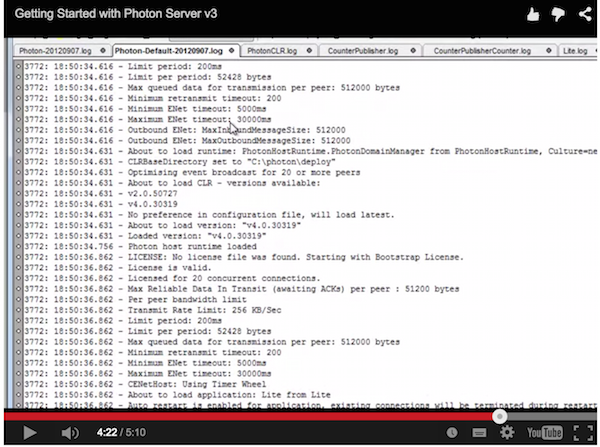 Getting Started with Photon Server v3
Photon-20120907.log Photon-Default-20120907.log PhotonCLR.log CounterPublisher.log CounterPublisherCounter.log Lite.log
3772: 18:50:34.616 - Limit period: 200ms
3772: 18:50:34.616 - Limit per period: 52428 bytes
3772: 18:50:34.616 - Max queued data for transmission per peer: 512000 bytes
3772: 18:50:34.616 - Minimum retransmit timeout: 200
3772: 18:50:34.616 - Minimum ENet timeout: 5000ms
3772: 18:50:34.616 - Maximum ENet timeout: 30000ms
3772: 18:50:34.616 - Outbound ENet: MaxInboundMessageSize: 512000
3772: 18:50:34.616 - Outbound ENet: MaxOutboundMessageSize: 512000
3772: 18:50:34.616 - About to load runtime: PhotonHostRuntime.PhotonDomainManager from PhotonHostRuntime, Culture=ne
3772: 18:50:34.631 - CLRBaseDirectory set to "C:\photon\deploy"
3772: 18:50:34.631 - Optimising event broadcast for 20 or more peers
3772: 18:50:34.631 - About to load CLR - versions available:
3772: 18:50:34.631 - v2.0.50727
3772: 18:50:34.631 - v4.0.30319
3772: 18:50:34.631 - No preference in configuration file, will load latest.
3772: 18:50:34.631 - About to load version: "v4.0.30319"
3772: 18:50:34.631 - Loaded version: "v4.0.30319"
3772: 18:50:34.756 - Photon host runtime loaded
3772: 18:50:36.862 - LICENSE: No license file was found. Starting with Bootstrap License.
3772: 18:50:36.862 - License is valid.
3772: 18:50:36.862 - Licensed for 20 concurrent connections.
3772: 18:50:36.862 - Max Reliable Data In Transit (awaiting ACKs) per peer : 51200 bytes
3772: 18:50:36.862 - Per peer bandwidth limit
3772: 18:50:36.862 - Transmit Rate Limit: 256 KB/Sec
3772: 18:50:36.862 - Limit period: 200ms
3772: 18:50:36.862 - Limit per period: 52428 bytes
3772: 18:50:36.862 - Max queued data for transmission per peer: 512000 bytes
3772: 18:50:36.862 - Minimum retransmit timeout: 200
3772: 18:50:36.862 - Minimum ENet timeout: 5000ms
3772: 18:50:36.862 - Maximum ENet timeout: 30000ms
3772: 18:50:36.862 - CENetHost: Using Timer Wheel
3772: 18:50:36.862 - About to load application: Lite from Lite
3772: 18:50:36.862 - Auto restart is enabled for application, existing connections will be terminated during restart
4:22 / 5:10
YouTube